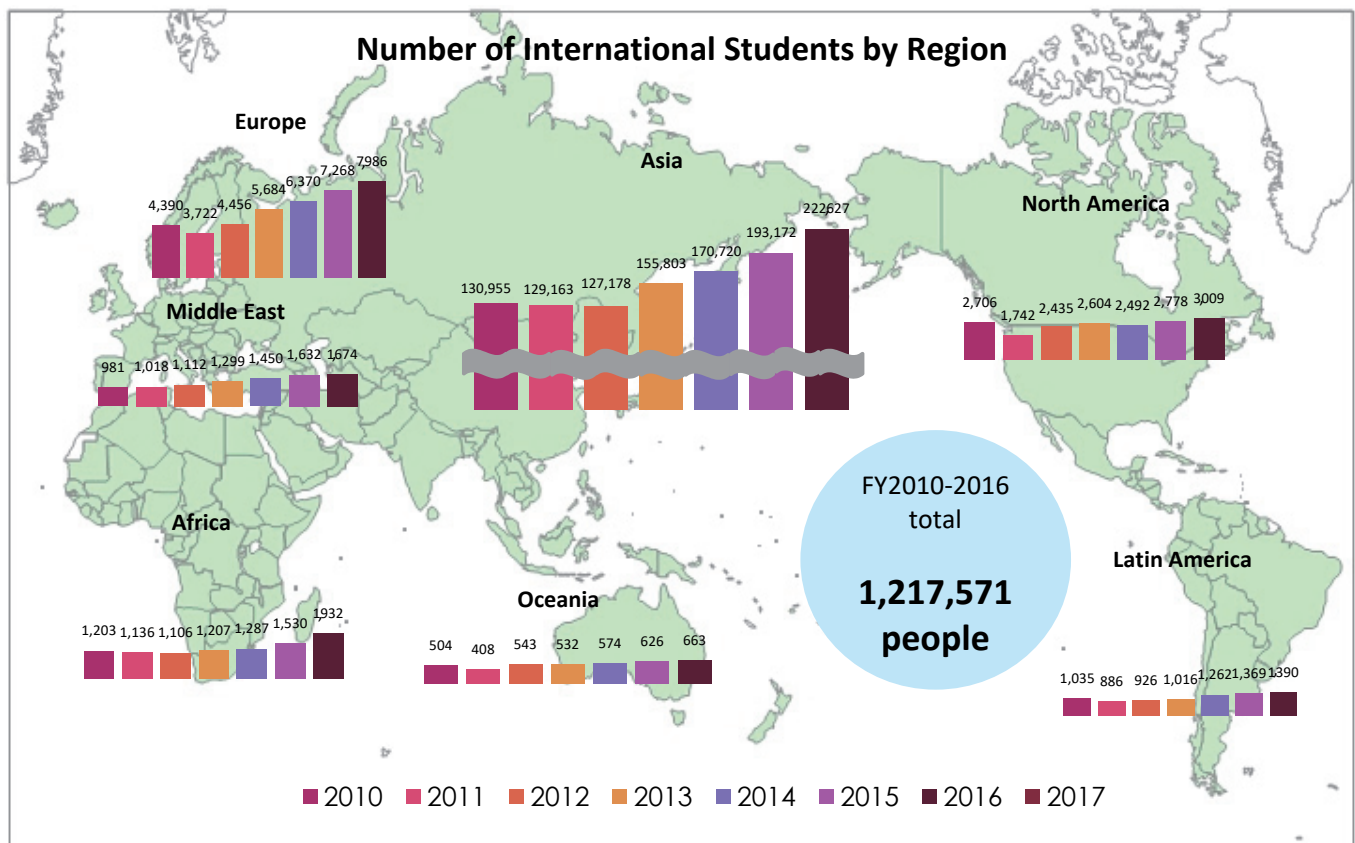 Number of International Students by Region
Europe
4,390 3,722 4,456 5,684 6,370 7,268 7,986
Asia
130,955 129,163 127,178 155,803 170,720 193,172 222627
North America
2,706 1,742 2,435 2,604 2,492 2,778 3,009
Middle East
981 1,018 1,112 1,299 1,450 1,632 1674
Africa
1,203 1,136 1,106 1,207 1,287 1,530 1932
Oceania
504 408 543 532 574 626 663
FY2010-2016
total
1,217,571
people
Latin America
1,035 886 926 1,016 1,262 1,369 1390
2010 2011 2012 2013 2014 2015 2016 2017